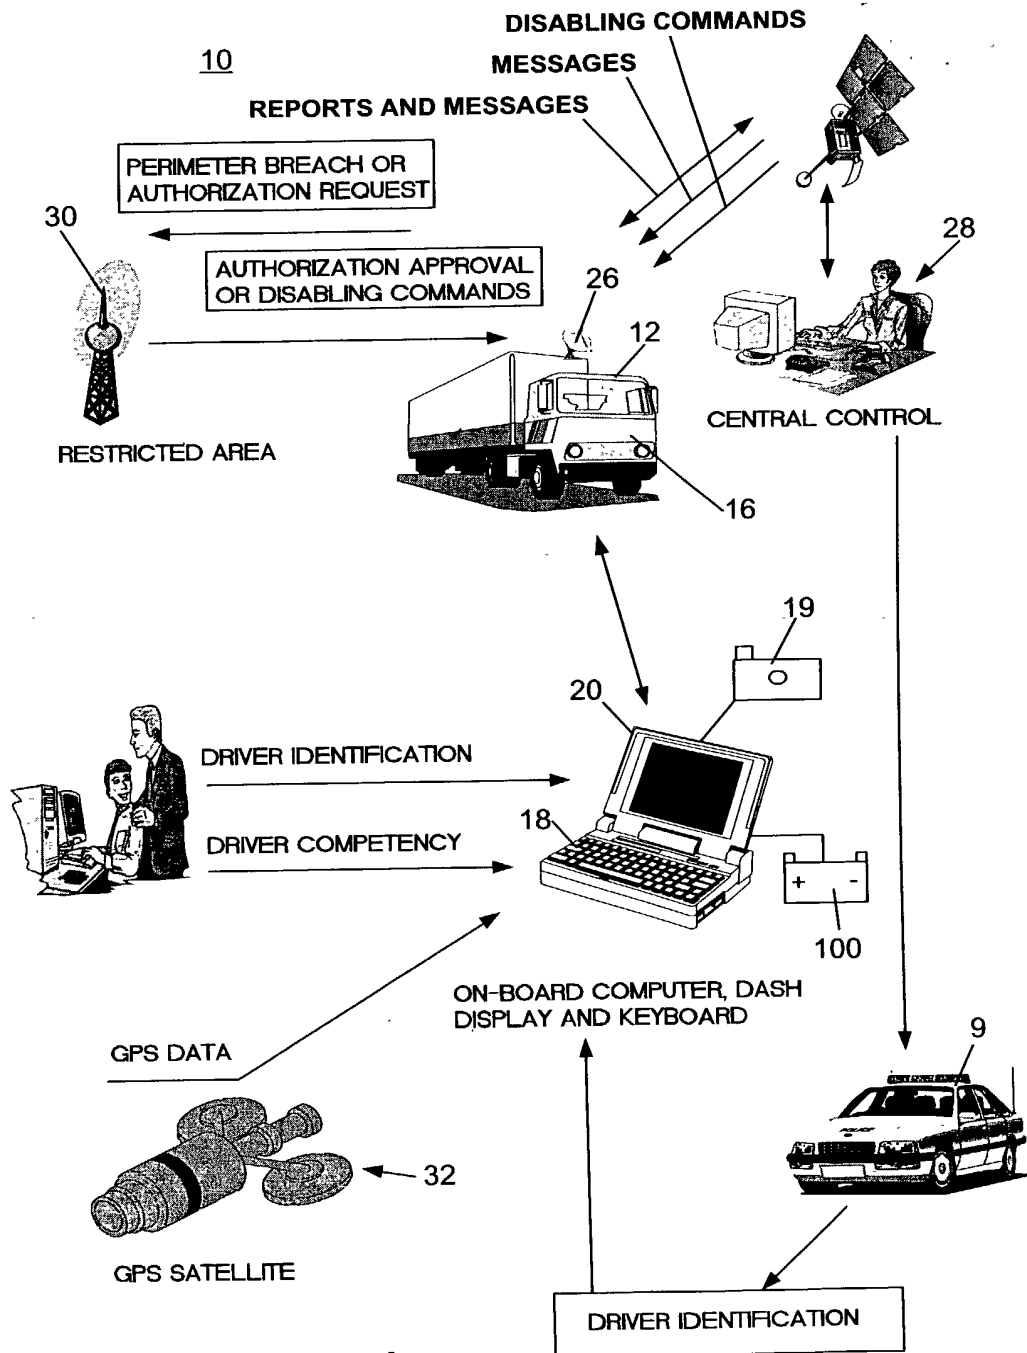 DISABLING COMMANDS
10
MESSAGES
REPORTS AND MESSAGES
PERIMETER BREACH OR
AUTHORIZATION REQUEST
30
28
AUTHORIZATION APPROVAL
OR DISABLING COMMANDS
26
12
CENTRAL CONTROL
RESTRICTED AREA
16
19
20
DRIVER IDENTIFICATION
18
DRIVER COMPETENCY
+ -
100
ON-BOARD COMPUTER, DASH
DISPLAY AND KEYBOARD
9
GPS DATA
POLICE
32
GPS SATELLITE
DRIVER IDENTIFICATION